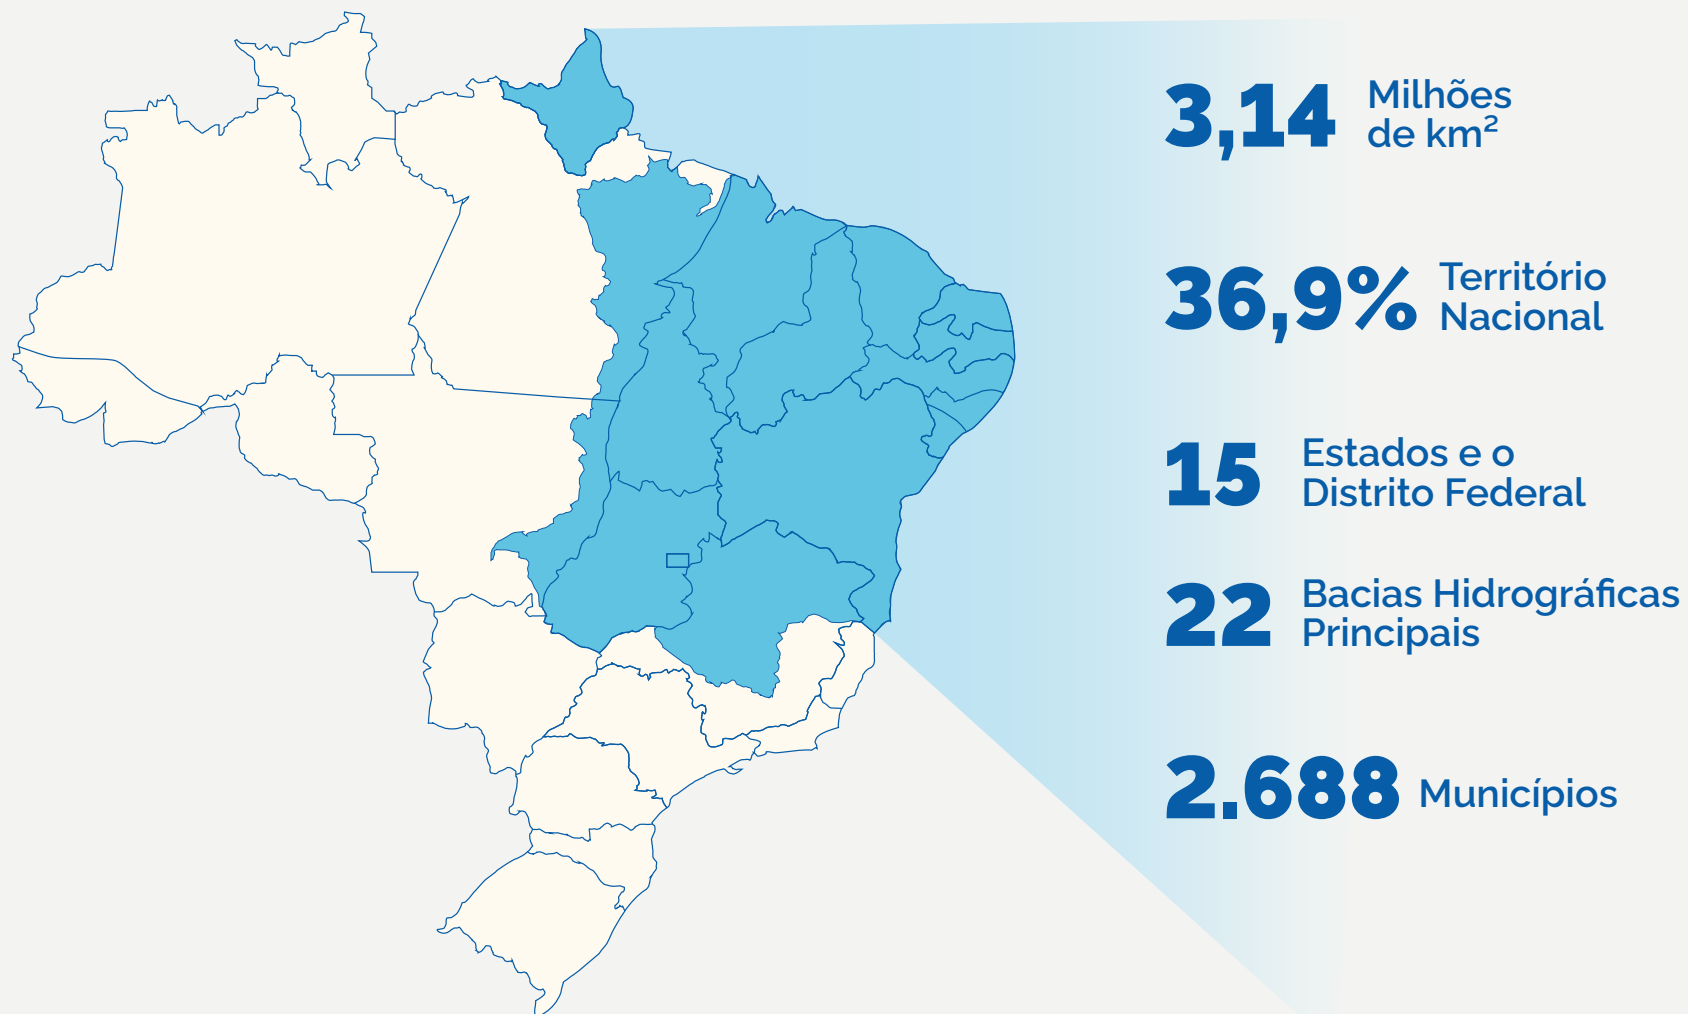 3,14 Milhões
de km²
36,9% Território
Nacional
15 Estados e o
Distrito Federal
22 Bacias Hidrográficas
Principais
2.688 Municípios